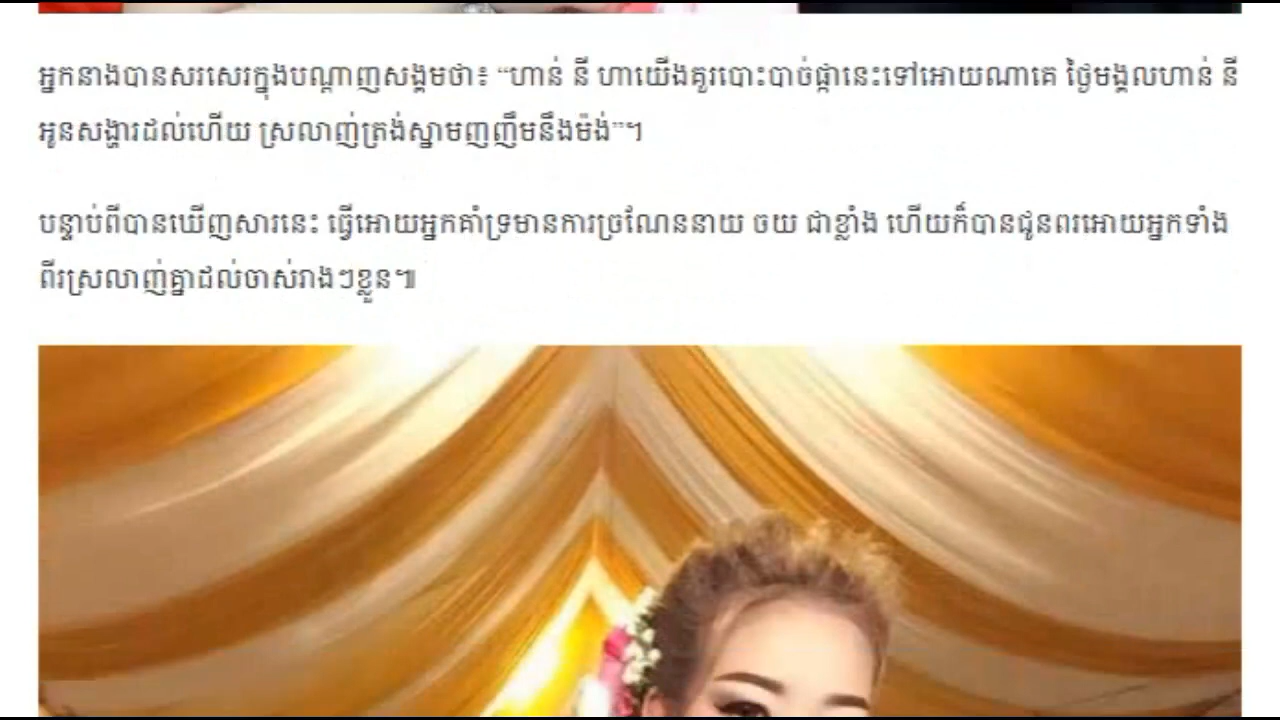 អ្នកនាងបានសរសេរក្នុងបណ្តាញសង្គមថា៖ “ហាន់ នី ហាយើងគួរបោះបាច់ផ្កានេះទៅអោយណាគេ ថ្ងៃមង្គលហាន់ នី
អូនសង្ហារដល់ហើយ ស្រលាញ់ត្រង់ស្នាមញញឹមនឹងម៉ង់”។
បន្ទាប់ពីបានឃើញសារនេះ ធ្វើអោយអ្នកគាំទ្រមានការច្រណែននាយ ចយ ជាខ្លាំង ហើយក៏បានជូនពរអោយអ្នកទាំង
ពីរស្រលាញ់គ្នាដល់ចាស់រាងៗខ្លួន៕